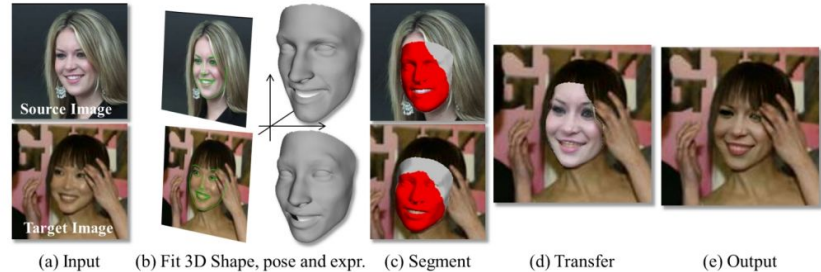 Source Image
Target Image
(a) Input
(b) Fit 3D Shape, pose and expr.
(c) Segment
(d) Transfer
(e) Output